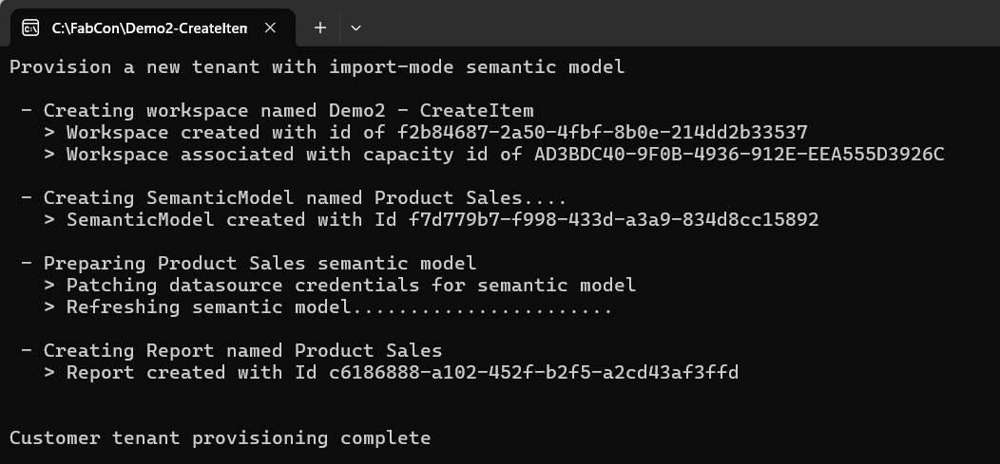 C:\FabCon\Demo2-CreateIten
Provision a new tenant with import-mode semantic model
- Creating workspace named Demo2 - CreateItem
> Workspace created with id of f2b84687-2a50-4fbf-8b0e-214dd2b33537
> Workspace associated with capacity id of AD3BDC40-9F0B-4936-912E-EEA555D3926C
- Creating SemanticModel named Product Sales....
> SemanticModel created with Id f7d779b7-f998-433d-a3a9-834d8cc15892
- Preparing Product Sales semantic model
> Patching datasource credentials for semantic model
> Refreshing semantic model.......................
- Creating Report named Product Sales
> Report created with Id c6186888-a102-452f-b2f5-a2cd43af3ffd
Customer tenant provisioning complete